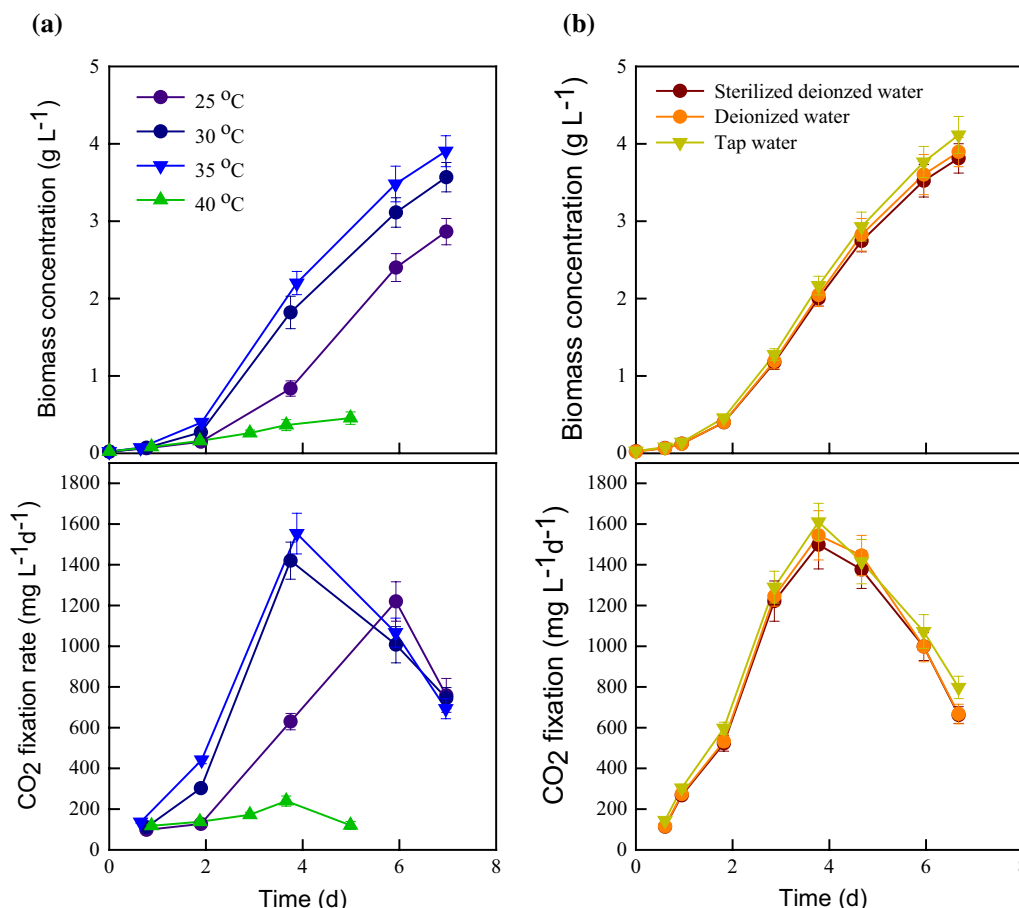 (a)
5
4
3
2
1
0
Biomass concentration (g L-1)
25 oC
30 oC
35 oC
40 oC
1800
1600
1400
1200
1000
800
600
400
200
0
CO2 fixation rate (mg L-1d-1)
0 2 4 6 8
Time (d)
(b)
5
4
3
2
1
0
Biomass concentration (g L-1)
Sterilized deionzed water
Deionized water
Tap water
1800
1600
1400
1200
1000
800
600
400
200
0
CO2 fixation (mg L-1d-1)
0 2 4 6 8
Time (d)